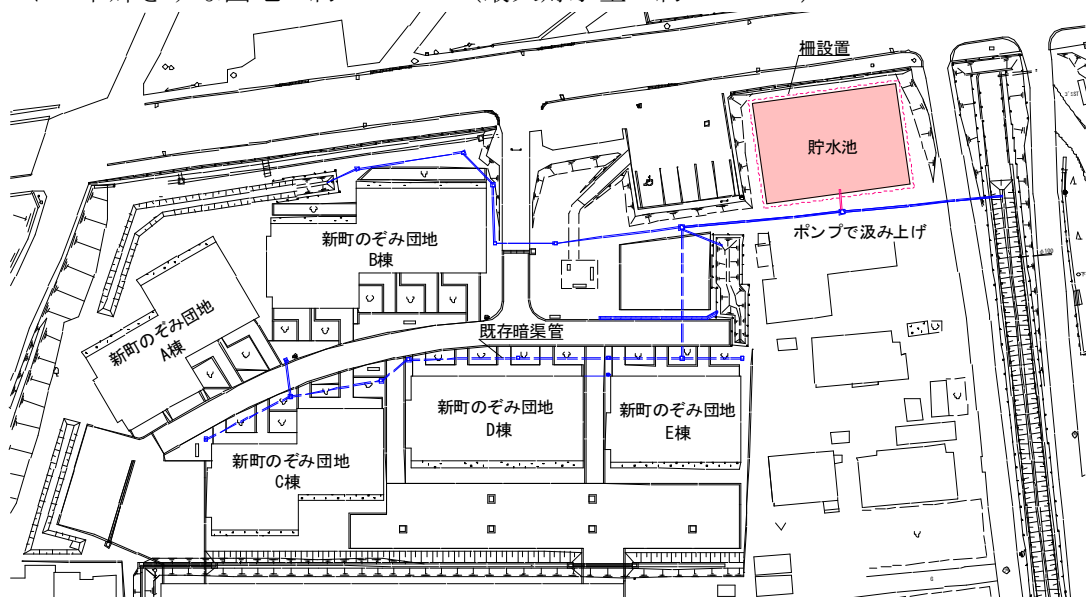 柵設置
貯水池
ポンプで汲み上げ
新町のぞみ団地
B棟
新町のぞみ団地
A棟
既存暗渠管
新町のぞみ団地
D棟
新町のぞみ団地
E棟
新町のぞみ団地
C棟